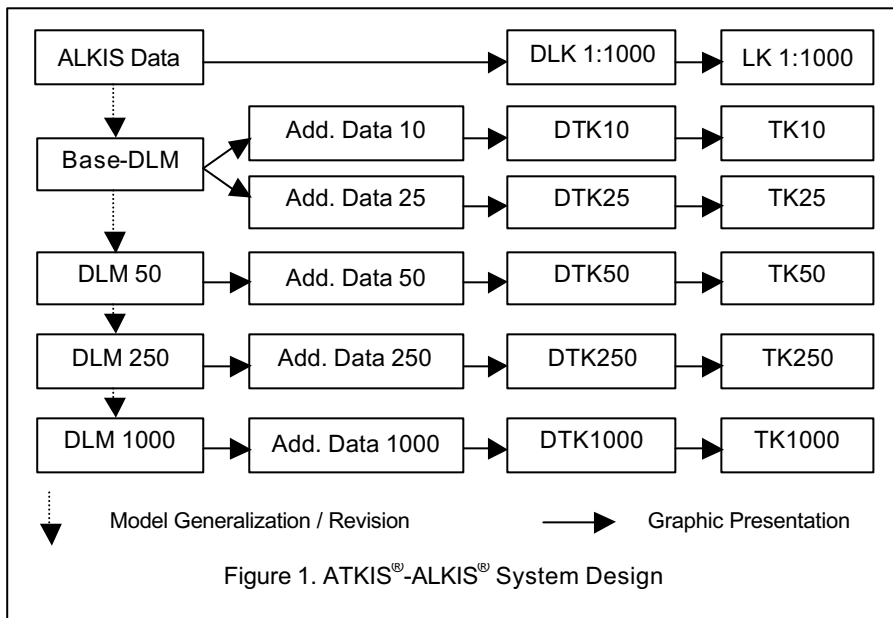 ALKIS Data DLK 1:1000 LK 1:1000
Add. Data 10 DTK10 TK10
Base-DLM
Add. Data 25 DTK25 TK25
DLM 50 Add. Data 50 DTK50 TK50
DLM 250 Add. Data 250 DTK250 TK250
DLM 1000 Add. Data 1000 DTK1000 TK1000
Model Generalization / Revision Graphic Presentation
Figure 1. ATKIS®-ALKIS® System Design